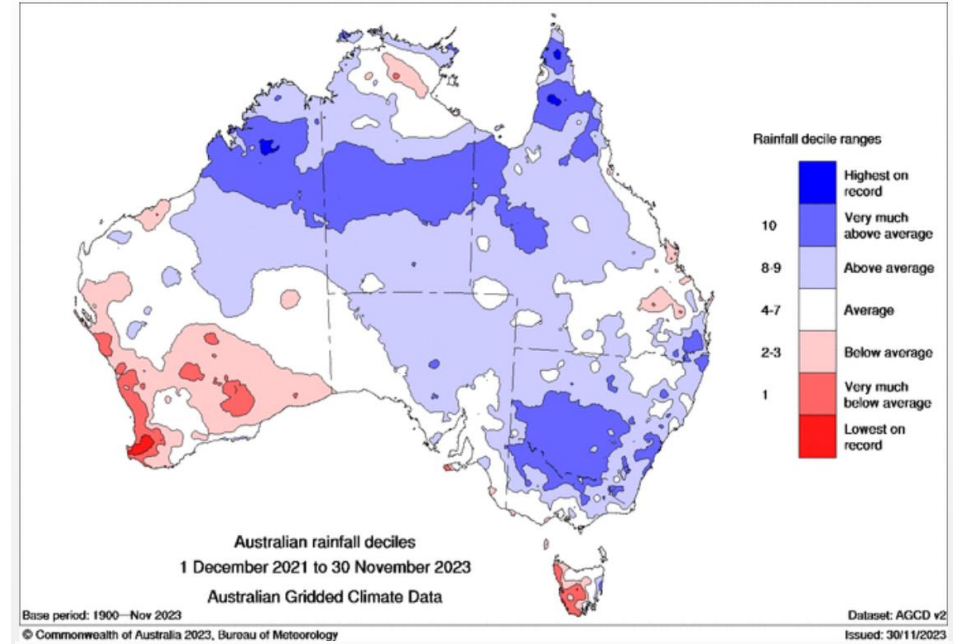 Rainfall decile ranges
Highest on
record
10
Very much
above average
8-9
Above average
4-7
Average
2-3
Below average
1
Very much
below average
Lowest on
record
Australian rainfall deciles
1 December 2021 to 30 November 2023
Australian Gridded Climate Data
Base period: 1900—Nov 2023
Dataset: AGCD v2
© Commonwealth of Australia 2023, Bureau of Meteorology
Issued: 30/11/2023